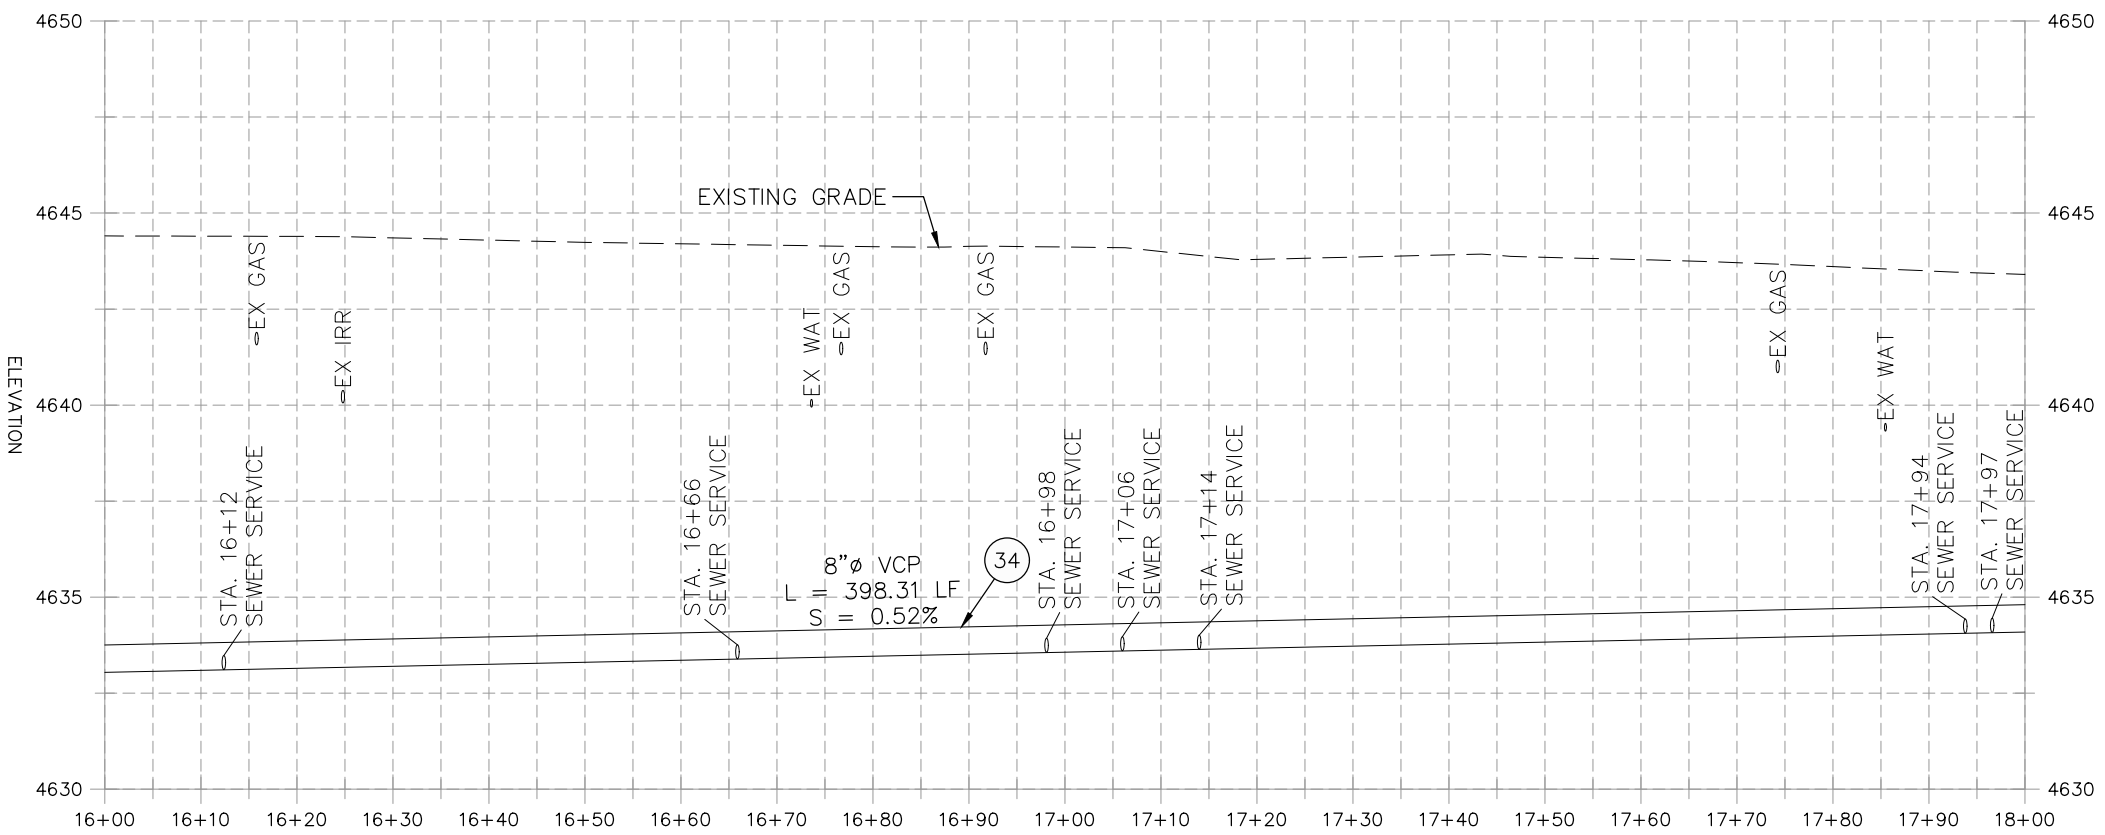 4650
4650
EXISTING GRADE
4645
4645
EX GAS
EX IRR
EX WAT
EX GAS
EX GAS
EX GAS
EX WAT
ELEVATION
4640
4640
STA. 16+12
SEWER SERVICE
STA. 16+66
SEWER SERVICE
8"ø VCP
L = 398.31 LF
S = 0.52%
34
STA. 16+98
SEWER SERVICE
STA. 17+06
SEWER SERVICE
STA. 17+14
SEWER SERVICE
STA. 17+94
SEWER SERVICE
STA. 17+97
SEWER SERVICE
4635
4635
4630
4630
16+00 16+10 16+20 16+30 16+40 16+50 16+60 16+70 16+80 16+90 17+00 17+10 17+20 17+30 17+40 17+50 17+60 17+70 17+80 17+90 18+00